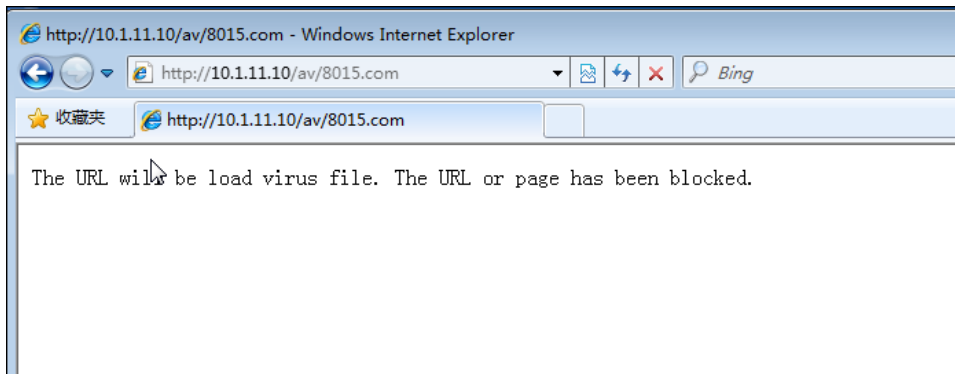 http://10.1.11.10/av/8015.com - Windows Internet Explorer
http://10.1.11.10/av/8015.com
Bing
收藏夹
http://10.1.11.10/av/8015.com
The URL will be load virus file. The URL or page has been blocked.